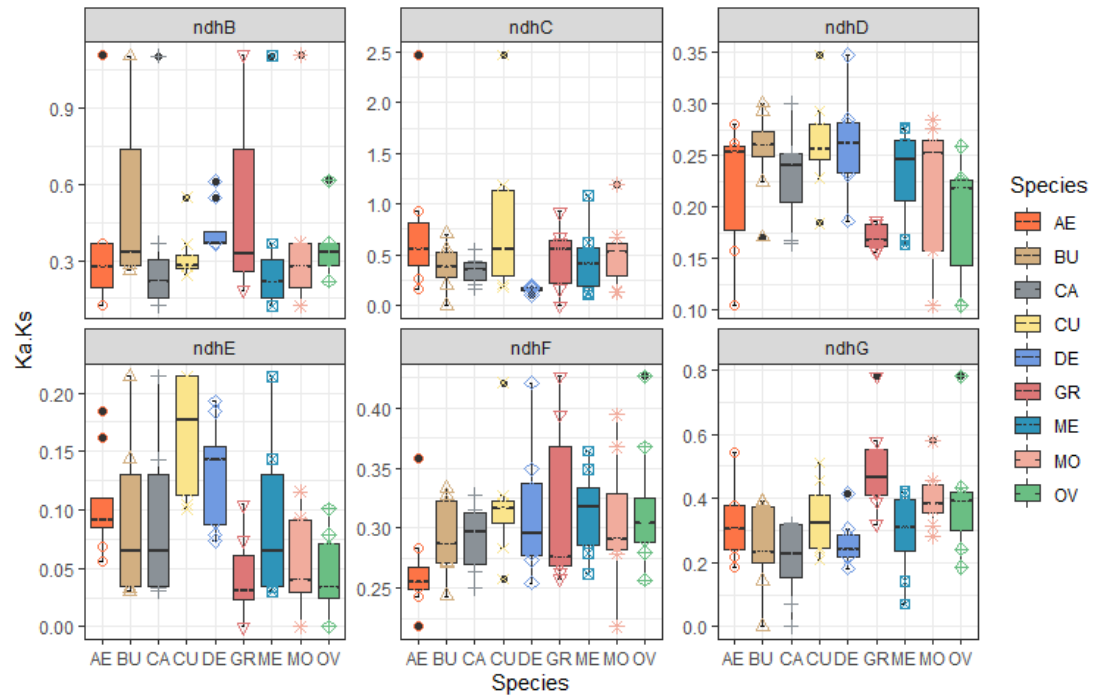 ndhB ndhC ndhD
0.9
0.6
0.3
2.5
2.0
1.5
1.0
0.5
0.0
0.35
0.30
0.25
0.20
0.15
0.10
ndhE ndhF ndhG
0.20
0.15
0.10
0.05
0.00
0.40
0.35
0.30
0.25
0.8
0.6
0.4
0.2
0.0
AE BU CA CU DE GR ME MO OV
AE BU CA CU DE GR ME MO OV
AE BU CA CU DE GR ME MO OV
Species
Ka.Ks
Species
AE
BU
CA
CU
DE
GR
ME
MO
OV